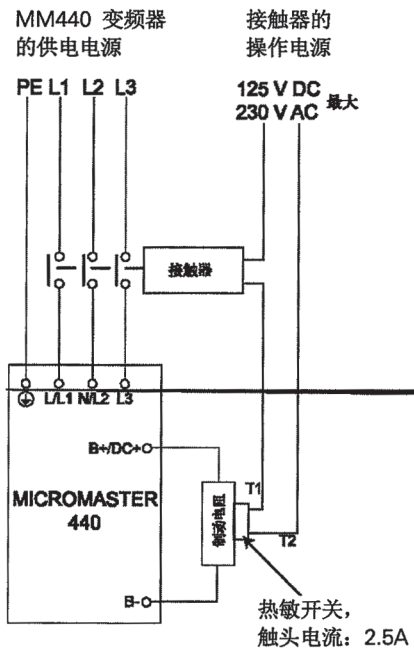 MM440 变频器
的供电电源
接触器的
操作电源
PE L1 L2 L3
125 V DC
230 V AC
最大
接触器
L/L1 N/L2 L3
B+/DC+
MICROMASTER
440
制动电阻
T1
T2
B-
热敏开关,
触头电流: 2.5A